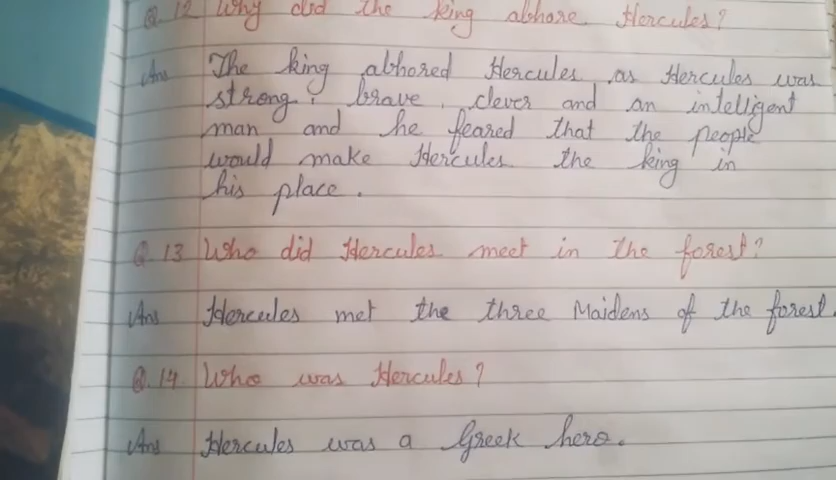 Q.12 Why did the king abhore Hercules?
Ans The king abhored Hercules as Hercules was
strong, brave, clever and an intelligent
man and he feared that the people
would make Hercules the king in
his place.
Q.13 Who did Hercules meet in the forest?
Ans Hercules met the three Maidens of the forest.
Q.14. Who was Hercules?
Ans Hercules was a Greek hero.